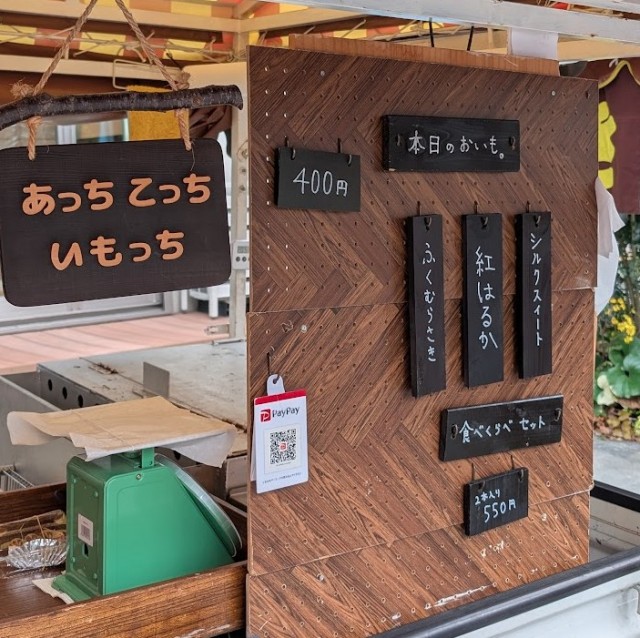 あっち てっち
いもっち
本日のおいも。
400円
シルクスイート
紅はるか
ふくむらさき
食べくらべ セット
2本入り
550円
PayPay